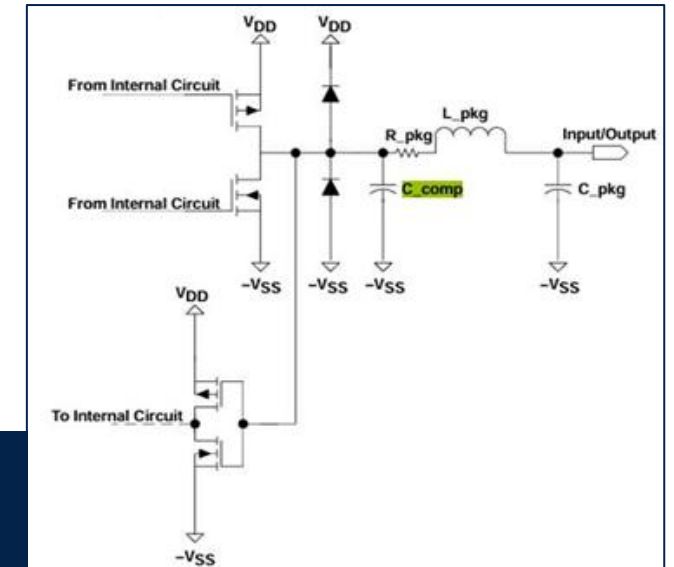 VDD VDD
From Internal Circuit
L_pkg
R_pkg
Input/Output
From Internal Circuit
C_comp
C_pkg
-VSS -VSS -VSS -VSS
VDD
To Internal Circuit
-VSS